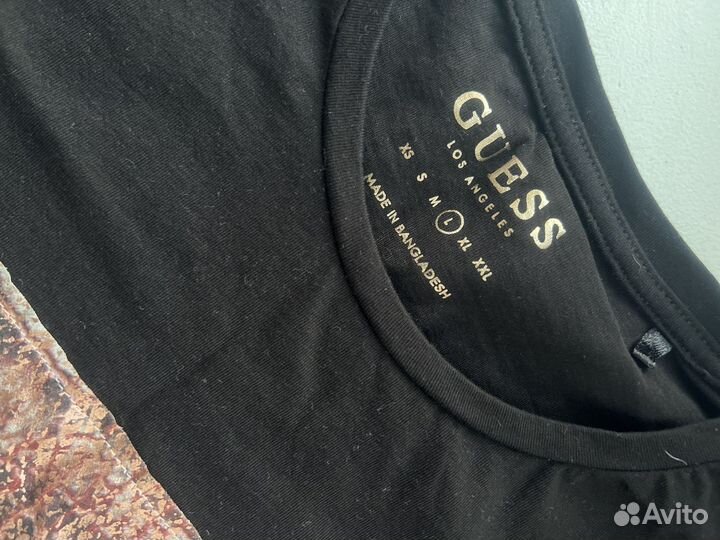 GUESS
LOS ANGELES
XS S M L XL XXL
MADE IN BANGLADESH
Avito